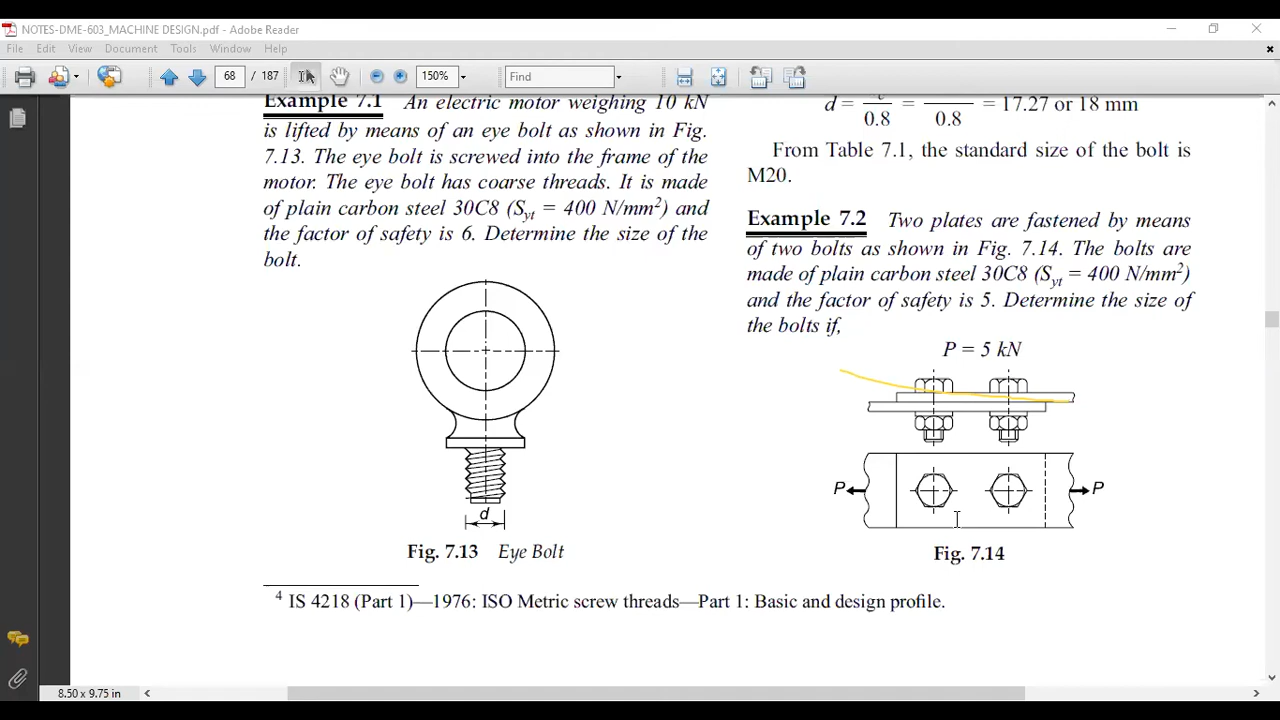 NOTES-DME-603_MACHINE DESIGN.pdf - Adobe Reader
File Edit View Document Tools Window Help
68 / 187 150% Find
Example 7.1 An electric motor weighing 10 kN
is lifted by means of an eye bolt as shown in Fig.
7.13. The eye bolt is screwed into the frame of the
motor. The eye bolt has coarse threads. It is made
of plain carbon steel 30C8 (Syt = 400 N/mm²) and
the factor of safety is 6. Determine the size of the
bolt.
d
Fig. 7.13 Eye Bolt
d = c/0.8 = /0.8 = 17.27 or 18 mm
From Table 7.1, the standard size of the bolt is
M20.
Example 7.2 Two plates are fastened by means
of two bolts as shown in Fig. 7.14. The bolts are
made of plain carbon steel 30C8 (Syt = 400 N/mm²)
and the factor of safety is 5. Determine the size of
the bolts if,
P = 5 kN
P P
Fig. 7.14
4 IS 4218 (Part 1)—1976: ISO Metric screw threads—Part 1: Basic and design profile.
8.50 x 9.75 in